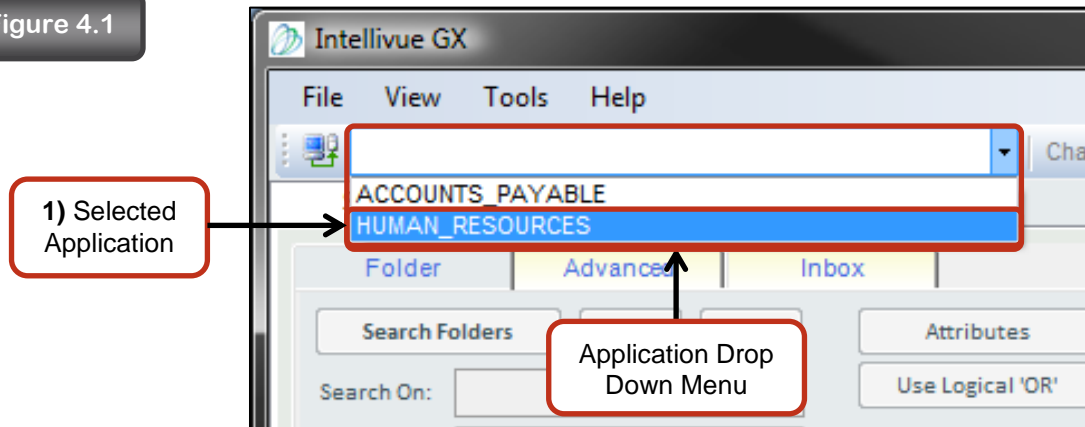 Figure 4.1
Intellivue GX
File View Tools Help
Cha
ACCOUNTS_PAYABLE
HUMAN_RESOURCES
1) Selected
Application
Folder Advanced Inbox
Search Folders
Attributes
Application Drop
Down Menu
Search On:
Use Logical 'OR'